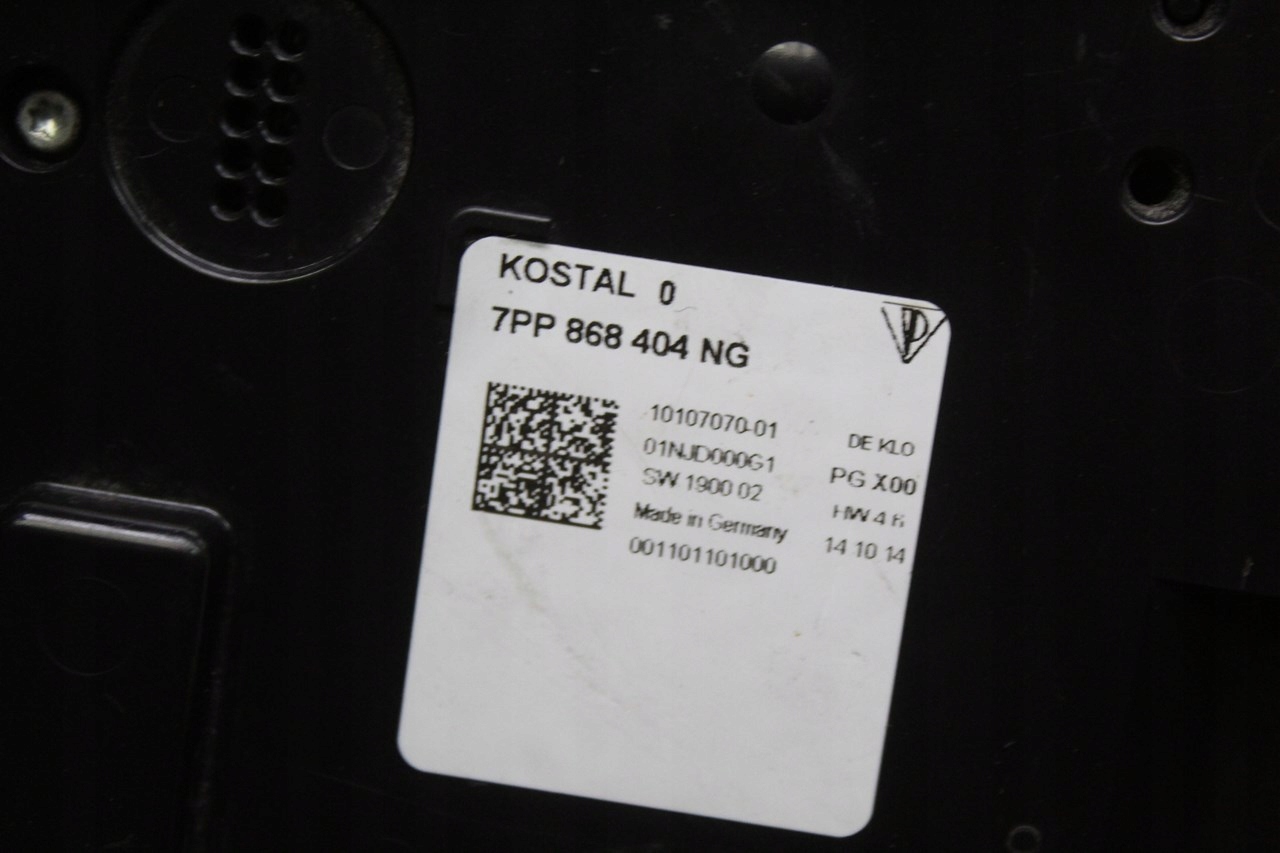 KOSTAL 0
7PP 868 404 NG
10107070-01 DE KLO
01NJD000G1 PG X00
SW 1900 02 HW 4 6
Made in Germany 14 10 14
001101101000